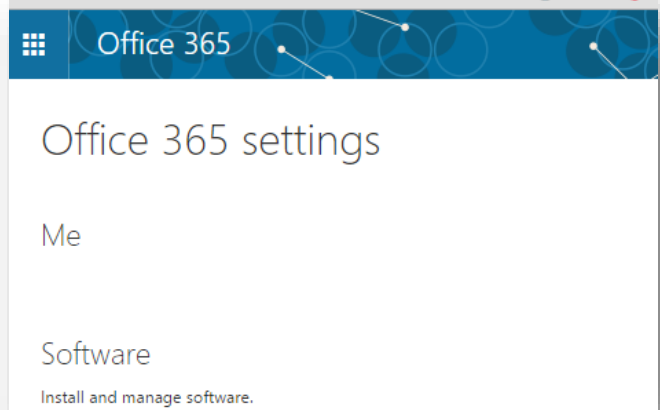 Office 365
Office 365 settings
Me
Software
Install and manage software.